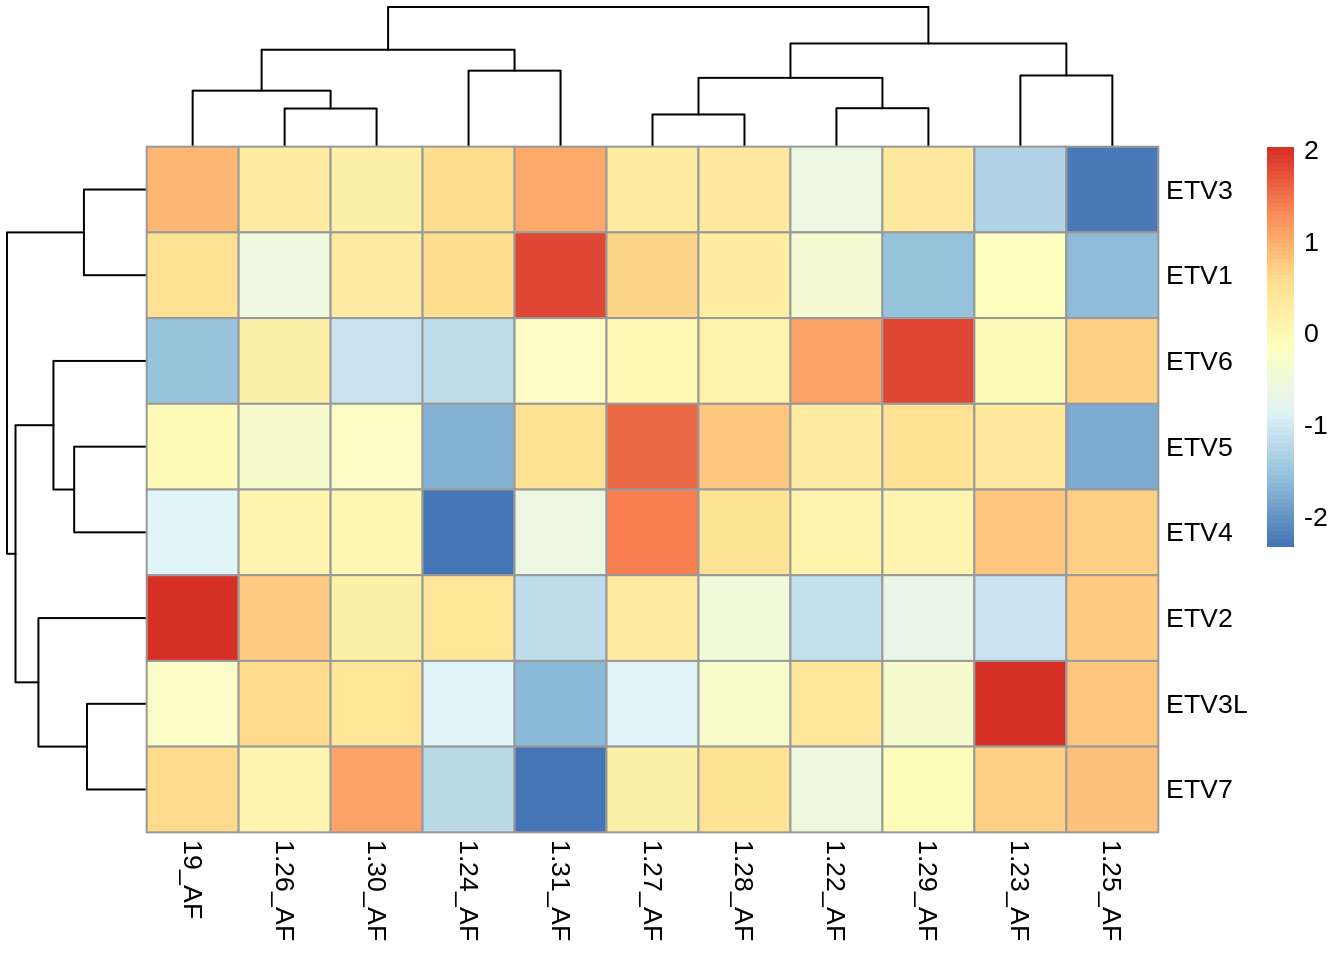 2
1
0
-1
-2
ETV3
ETV1
ETV6
ETV5
ETV4
ETV2
ETV3L
ETV7
19_AF
1.26_AF
1.30_AF
1.24_AF
1.31_AF
1.27_AF
1.28_AF
1.22_AF
1.29_AF
1.23_AF
1.25_AF